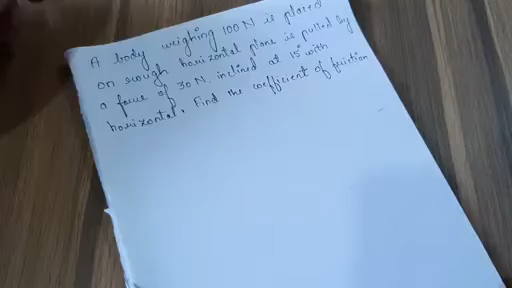 A body weighing 100N is placed
on rough horizontal plane is pulled by
a force of 30 N. inclined at 15° with
horizontal. Find the coefficient of friction